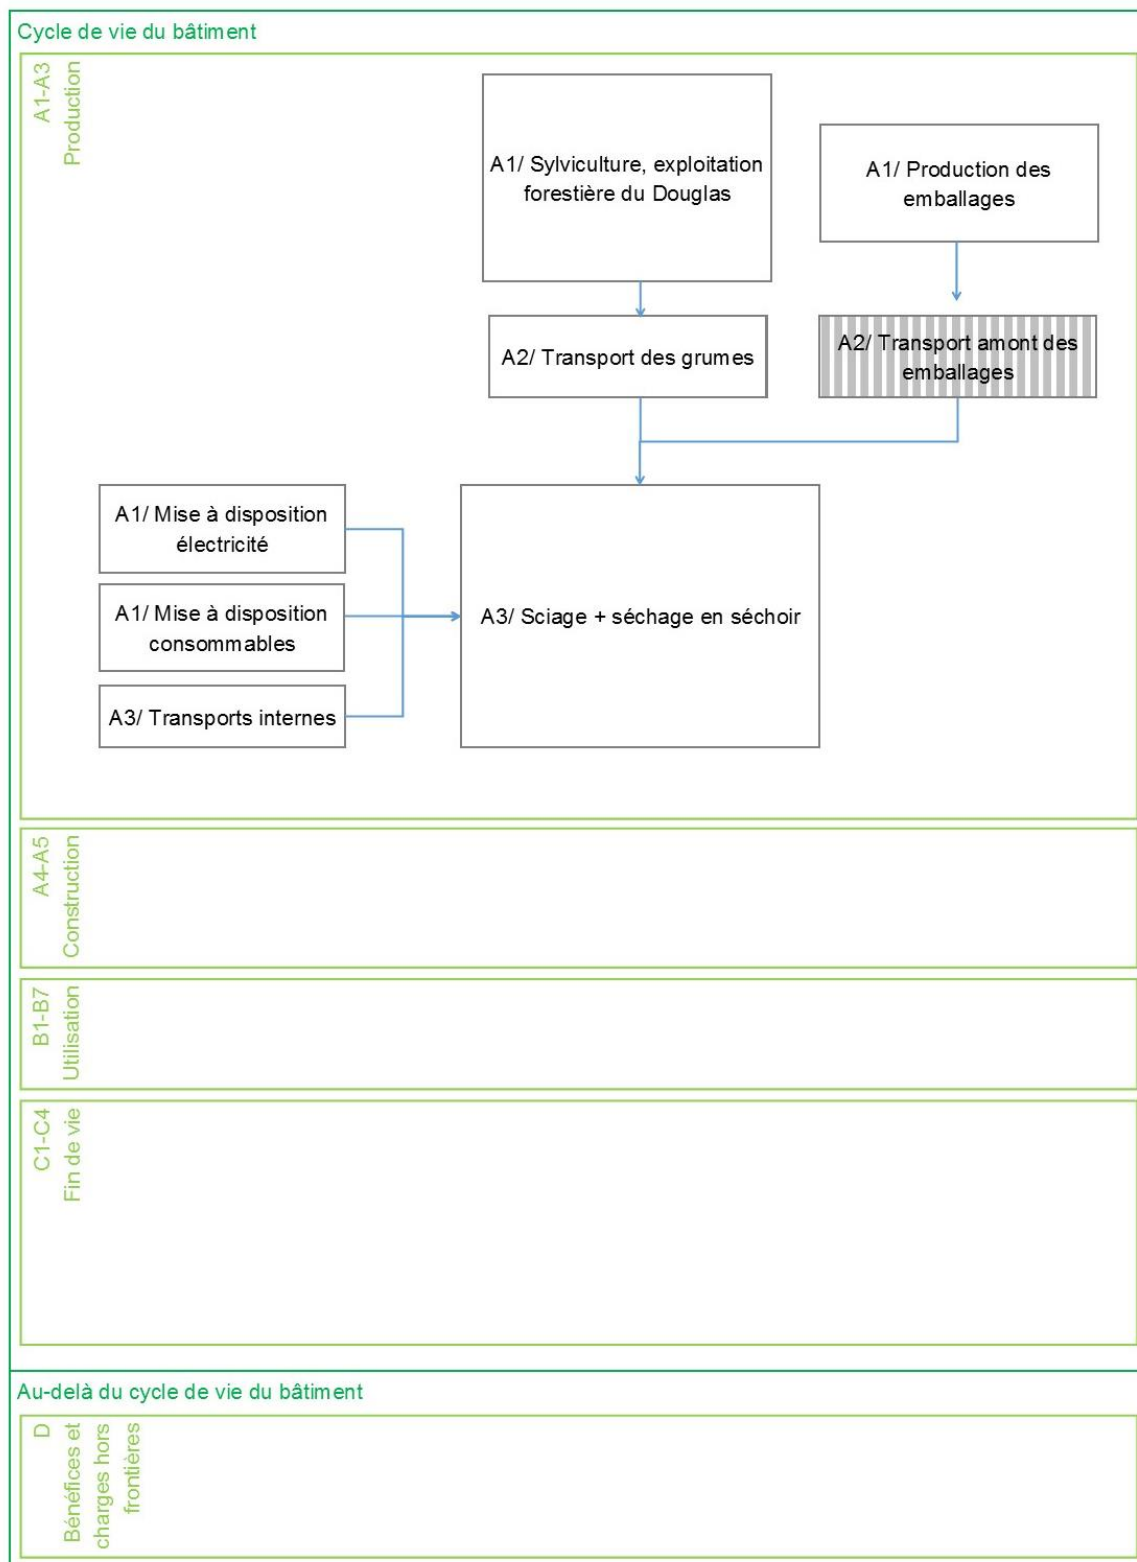 Cycle de vie du bâtiment
A1-A3
Production
A1/ Sylviculture, exploitation
forestière du Douglas
A1/ Production des
emballages
A2/ Transport des grumes
A2/ Transport amont des
emballages
A1/ Mise à disposition
électricité
A1/ Mise à disposition
consommables
A3/ Transports internes
A3/ Sciage + séchage en séchoir
A4-A5
Construction
B1-B7
Utilisation
C1-C4
Fin de vie
Au-delà du cycle de vie du bâtiment
D
Bénéfices et
charges hors
frontières